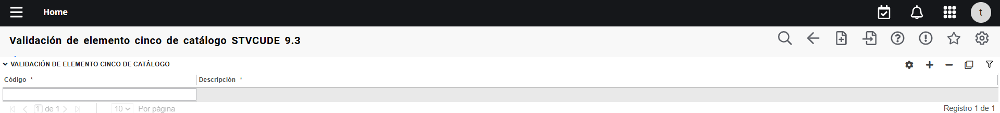 Home
t
Validación de elemento cinco de catálogo STVCUDE 9.3
VALIDACIÓN DE ELEMENTO CINCO DE CATÁLOGO
Código * Descripción *
1 de 1 10 Por página Registro 1 de 1